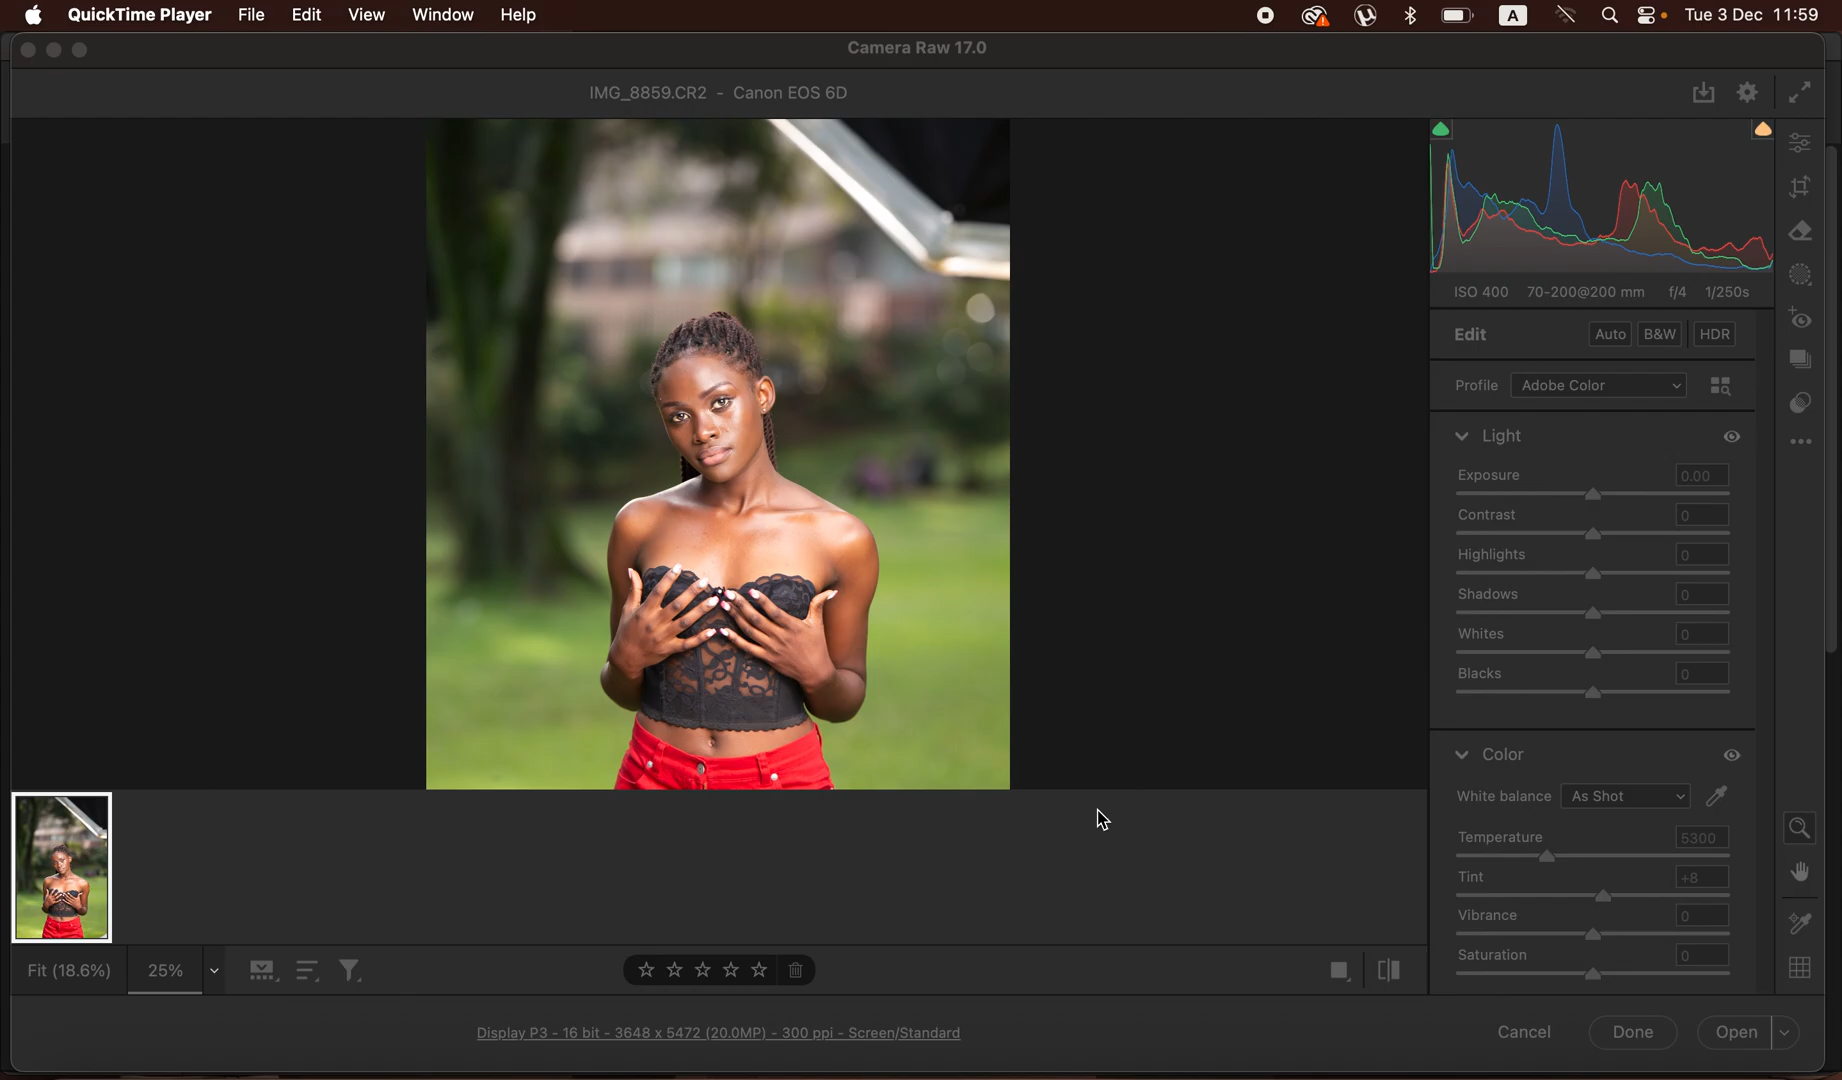 QuickTime Player File Edit View Window Help A Tue 3 Dec 11:59
Camera Raw 17.0
IMG_8859.CR2 - Canon EOS 6D
ISO 400 70-200@200 mm f/4 1/250s
Edit Auto B&W HDR
Profile Adobe Color
Light
Exposure 0.00
Contrast 0
Highlights 0
Shadows 0
Whites 0
Blacks 0
Color
White balance As Shot
Temperature 5300
Tint +8
Vibrance 0
Saturation 0
Fit (18.6%) 25%
Display P3 - 16 bit - 3648 x 5472 (20.0MP) - 300 ppi - Screen/Standard
Cancel Done Open